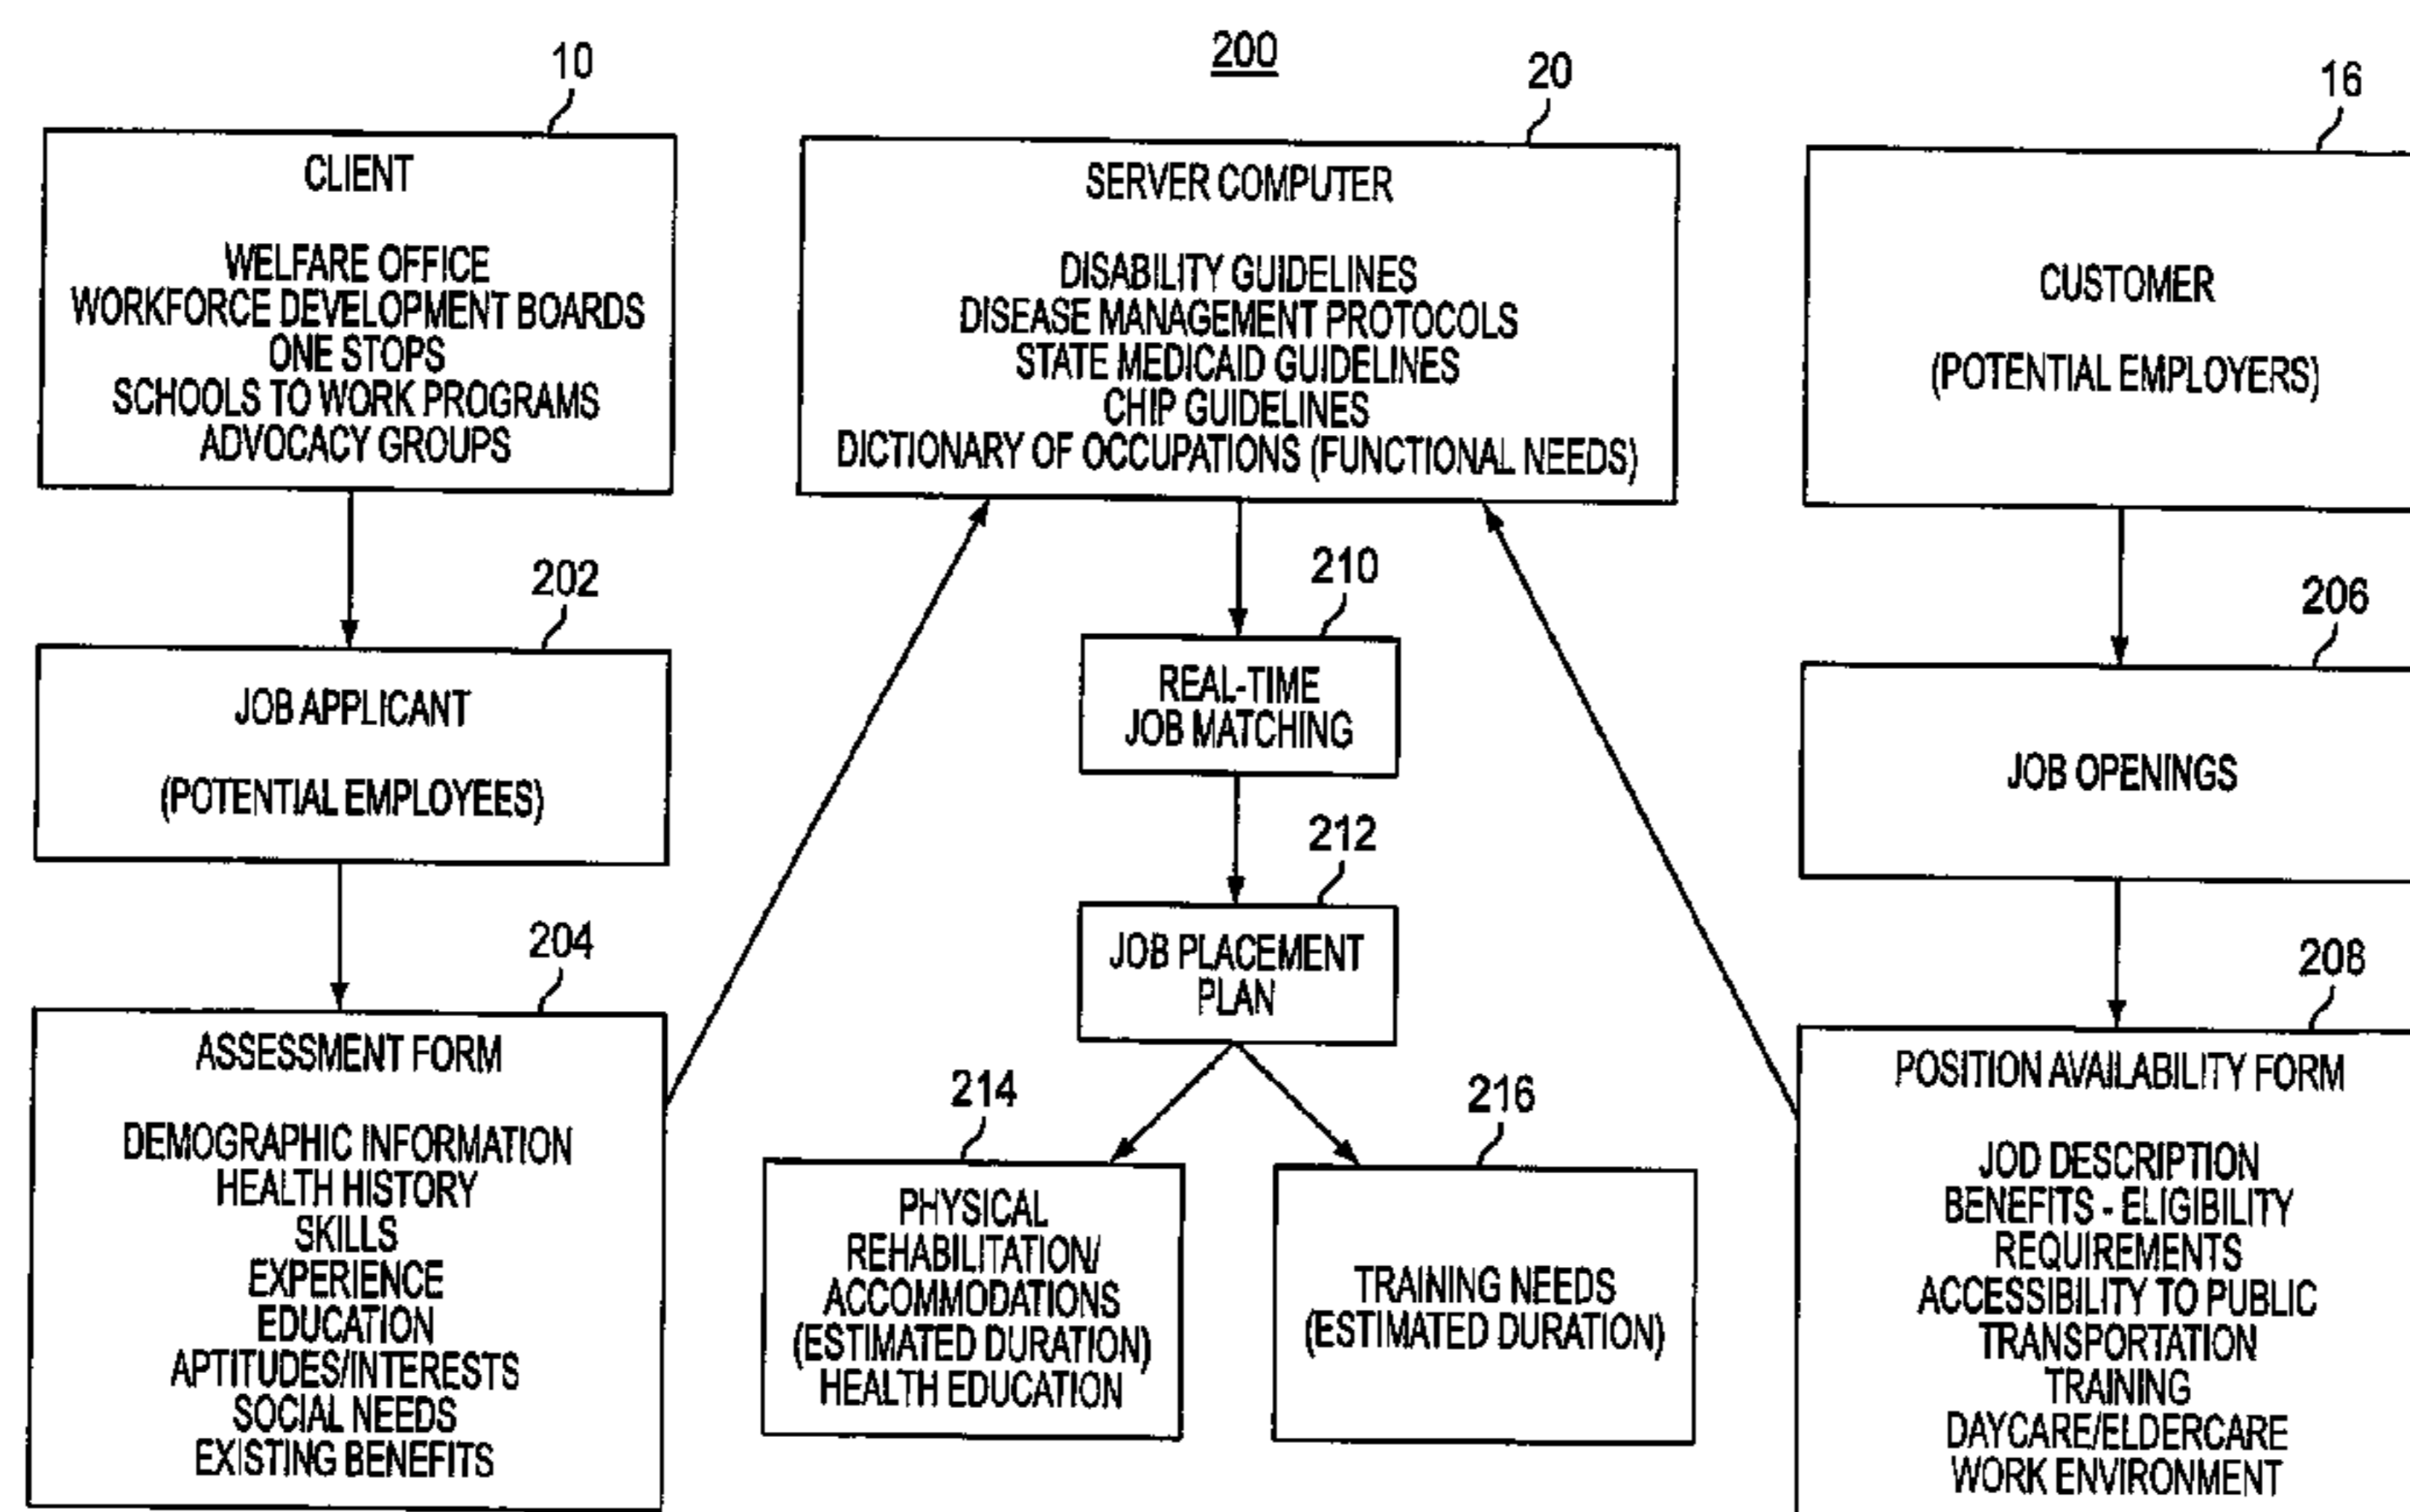 200
10
CLIENT
WELFARE OFFICE
WORKFORCE DEVELOPMENT BOARDS
ONE STOPS
SCHOOLS TO WORK PROGRAMS
ADVOCACY GROUPS
202
JOB APPLICANT
(POTENTIAL EMPLOYEES)
204
ASSESSMENT FORM
DEMOGRAPHIC INFORMATION
HEALTH HISTORY
SKILLS
EXPERIENCE
EDUCATION
APTITUDES/INTERESTS
SOCIAL NEEDS
EXISTING BENEFITS
20
SERVER COMPUTER
DISABILITY GUIDELINES
DISEASE MANAGEMENT PROTOCOLS
STATE MEDICAID GUIDELINES
CHIP GUIDELINES
DICTIONARY OF OCCUPATIONS (FUNCTIONAL NEEDS)
210
REAL-TIME
JOB MATCHING
212
JOB PLACEMENT
PLAN
214
PHYSICAL
REHABILITATION/
ACCOMMODATIONS
(ESTIMATED DURATION)
HEALTH EDUCATION
216
TRAINING NEEDS
(ESTIMATED DURATION)
16
CUSTOMER
(POTENTIAL EMPLOYERS)
206
JOB OPENINGS
208
POSITION AVAILABILITY FORM
JOD DESCRIPTION
BENEFITS - ELIGIBILITY
REQUIREMENTS
ACCESSIBILITY TO PUBLIC
TRANSPORTATION
TRAINING
DAYCARE/ELDERCARE
WORK ENVIRONMENT